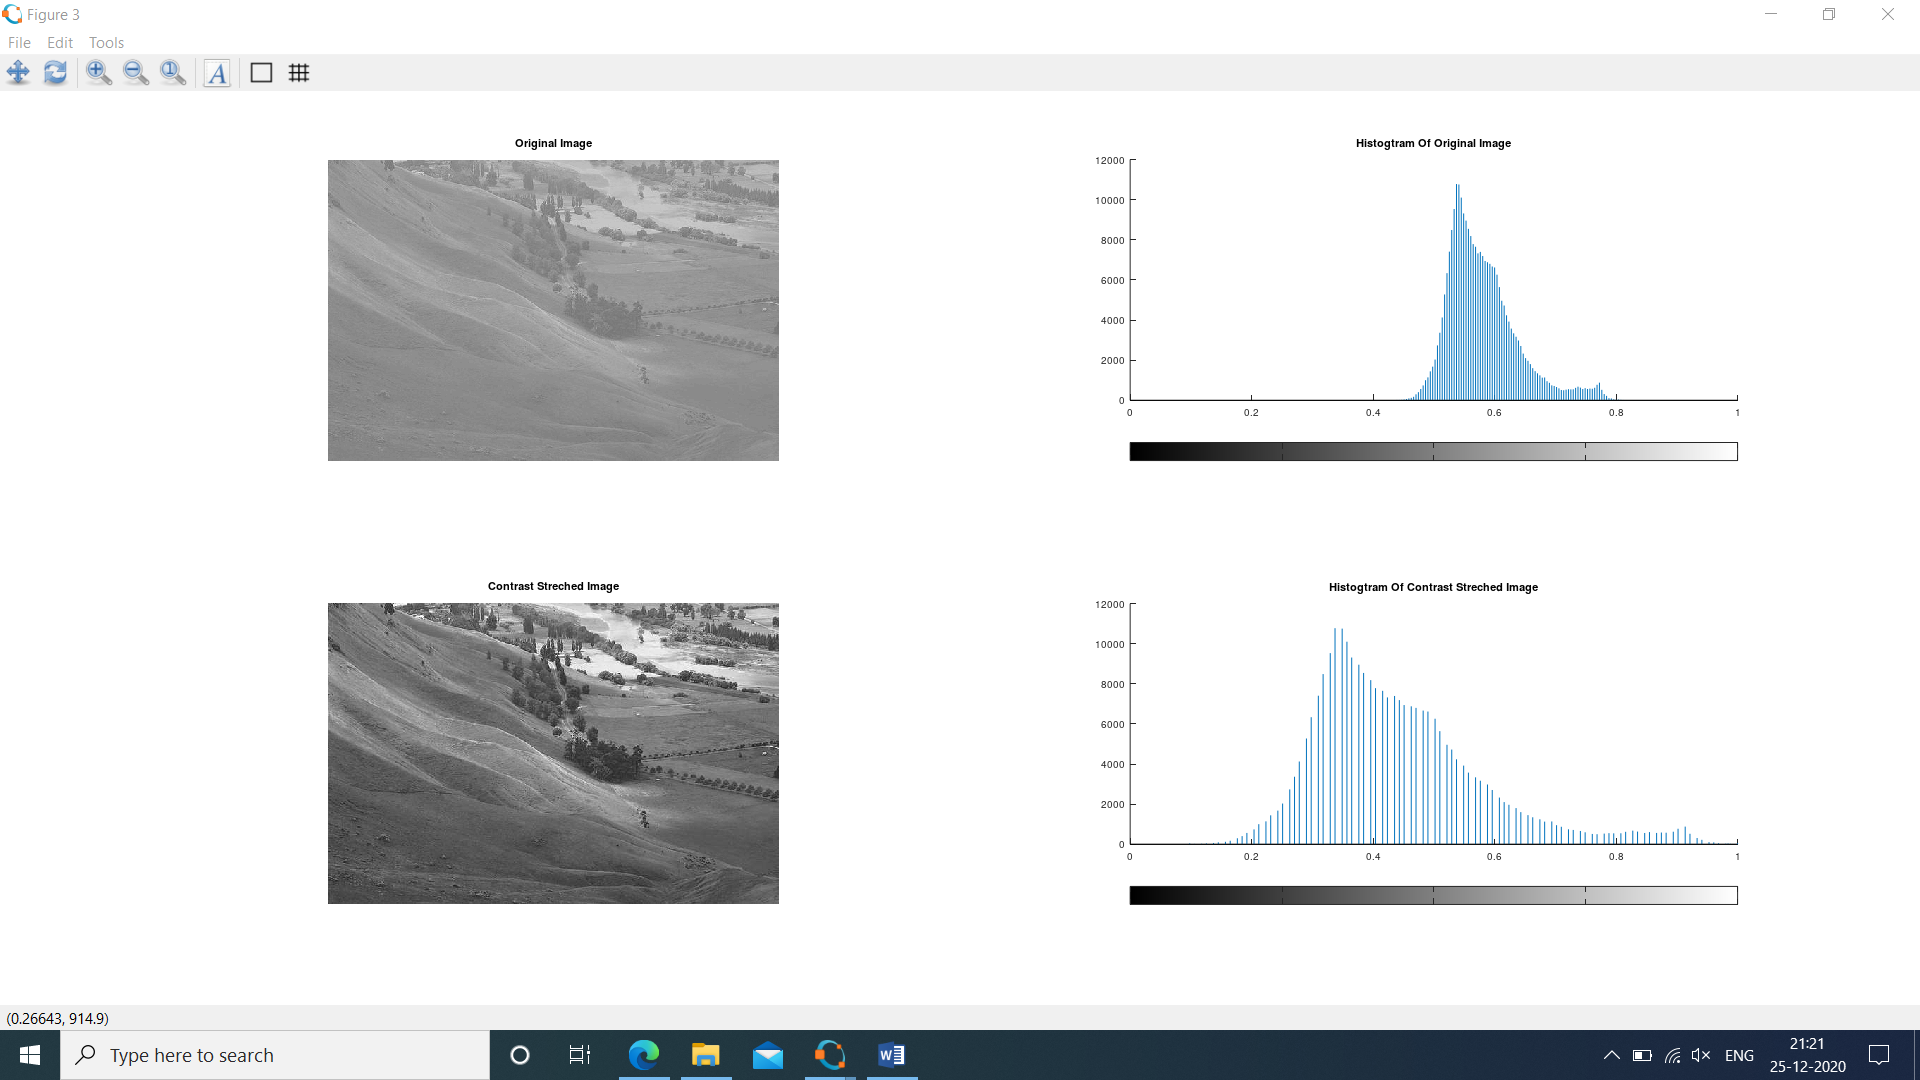 Figure 3
File Edit Tools
A
Original Image
Histogtram Of Original Image
12000
10000
8000
6000
4000
2000
0
0 0.2 0.4 0.6 0.8 1
Contrast Streched Image
Histogtram Of Contrast Streched Image
12000
10000
8000
6000
4000
2000
0
0 0.2 0.4 0.6 0.8 1
(0.26643, 914.9)
Type here to search
W
ENG
21:21
25-12-2020